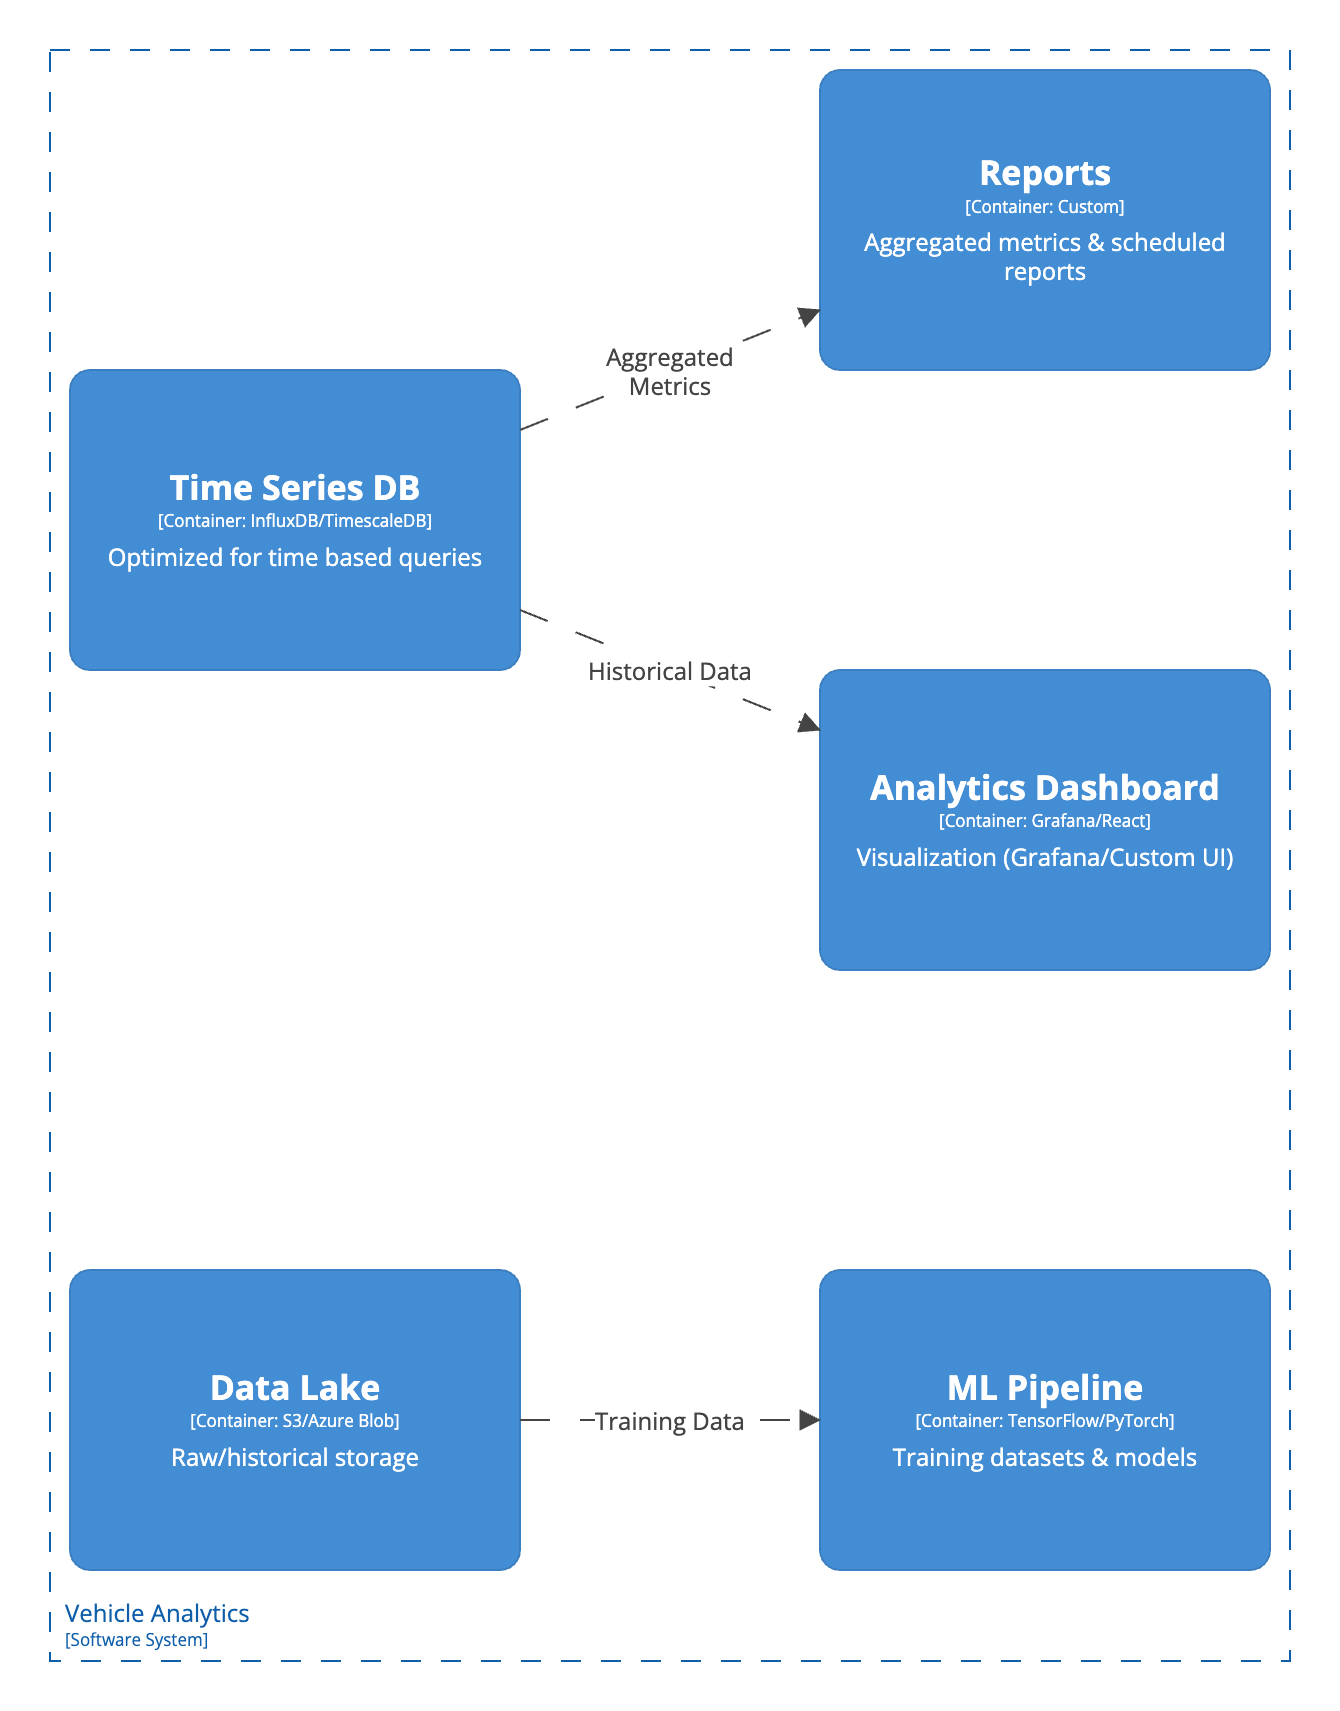 Reports
[Container: Custom]
Aggregated metrics & scheduled
reports
Aggregated
Metrics
Time Series DB
[Container: InfluxDB/TimescaleDB]
Optimized for time based queries
Historical Data
Analytics Dashboard
[Container: Grafana/React]
Visualization (Grafana/Custom UI)
Data Lake
[Container: S3/Azure Blob]
Raw/historical storage
Training Data
ML Pipeline
[Container: TensorFlow/PyTorch]
Training datasets & models
Vehicle Analytics
[Software System]